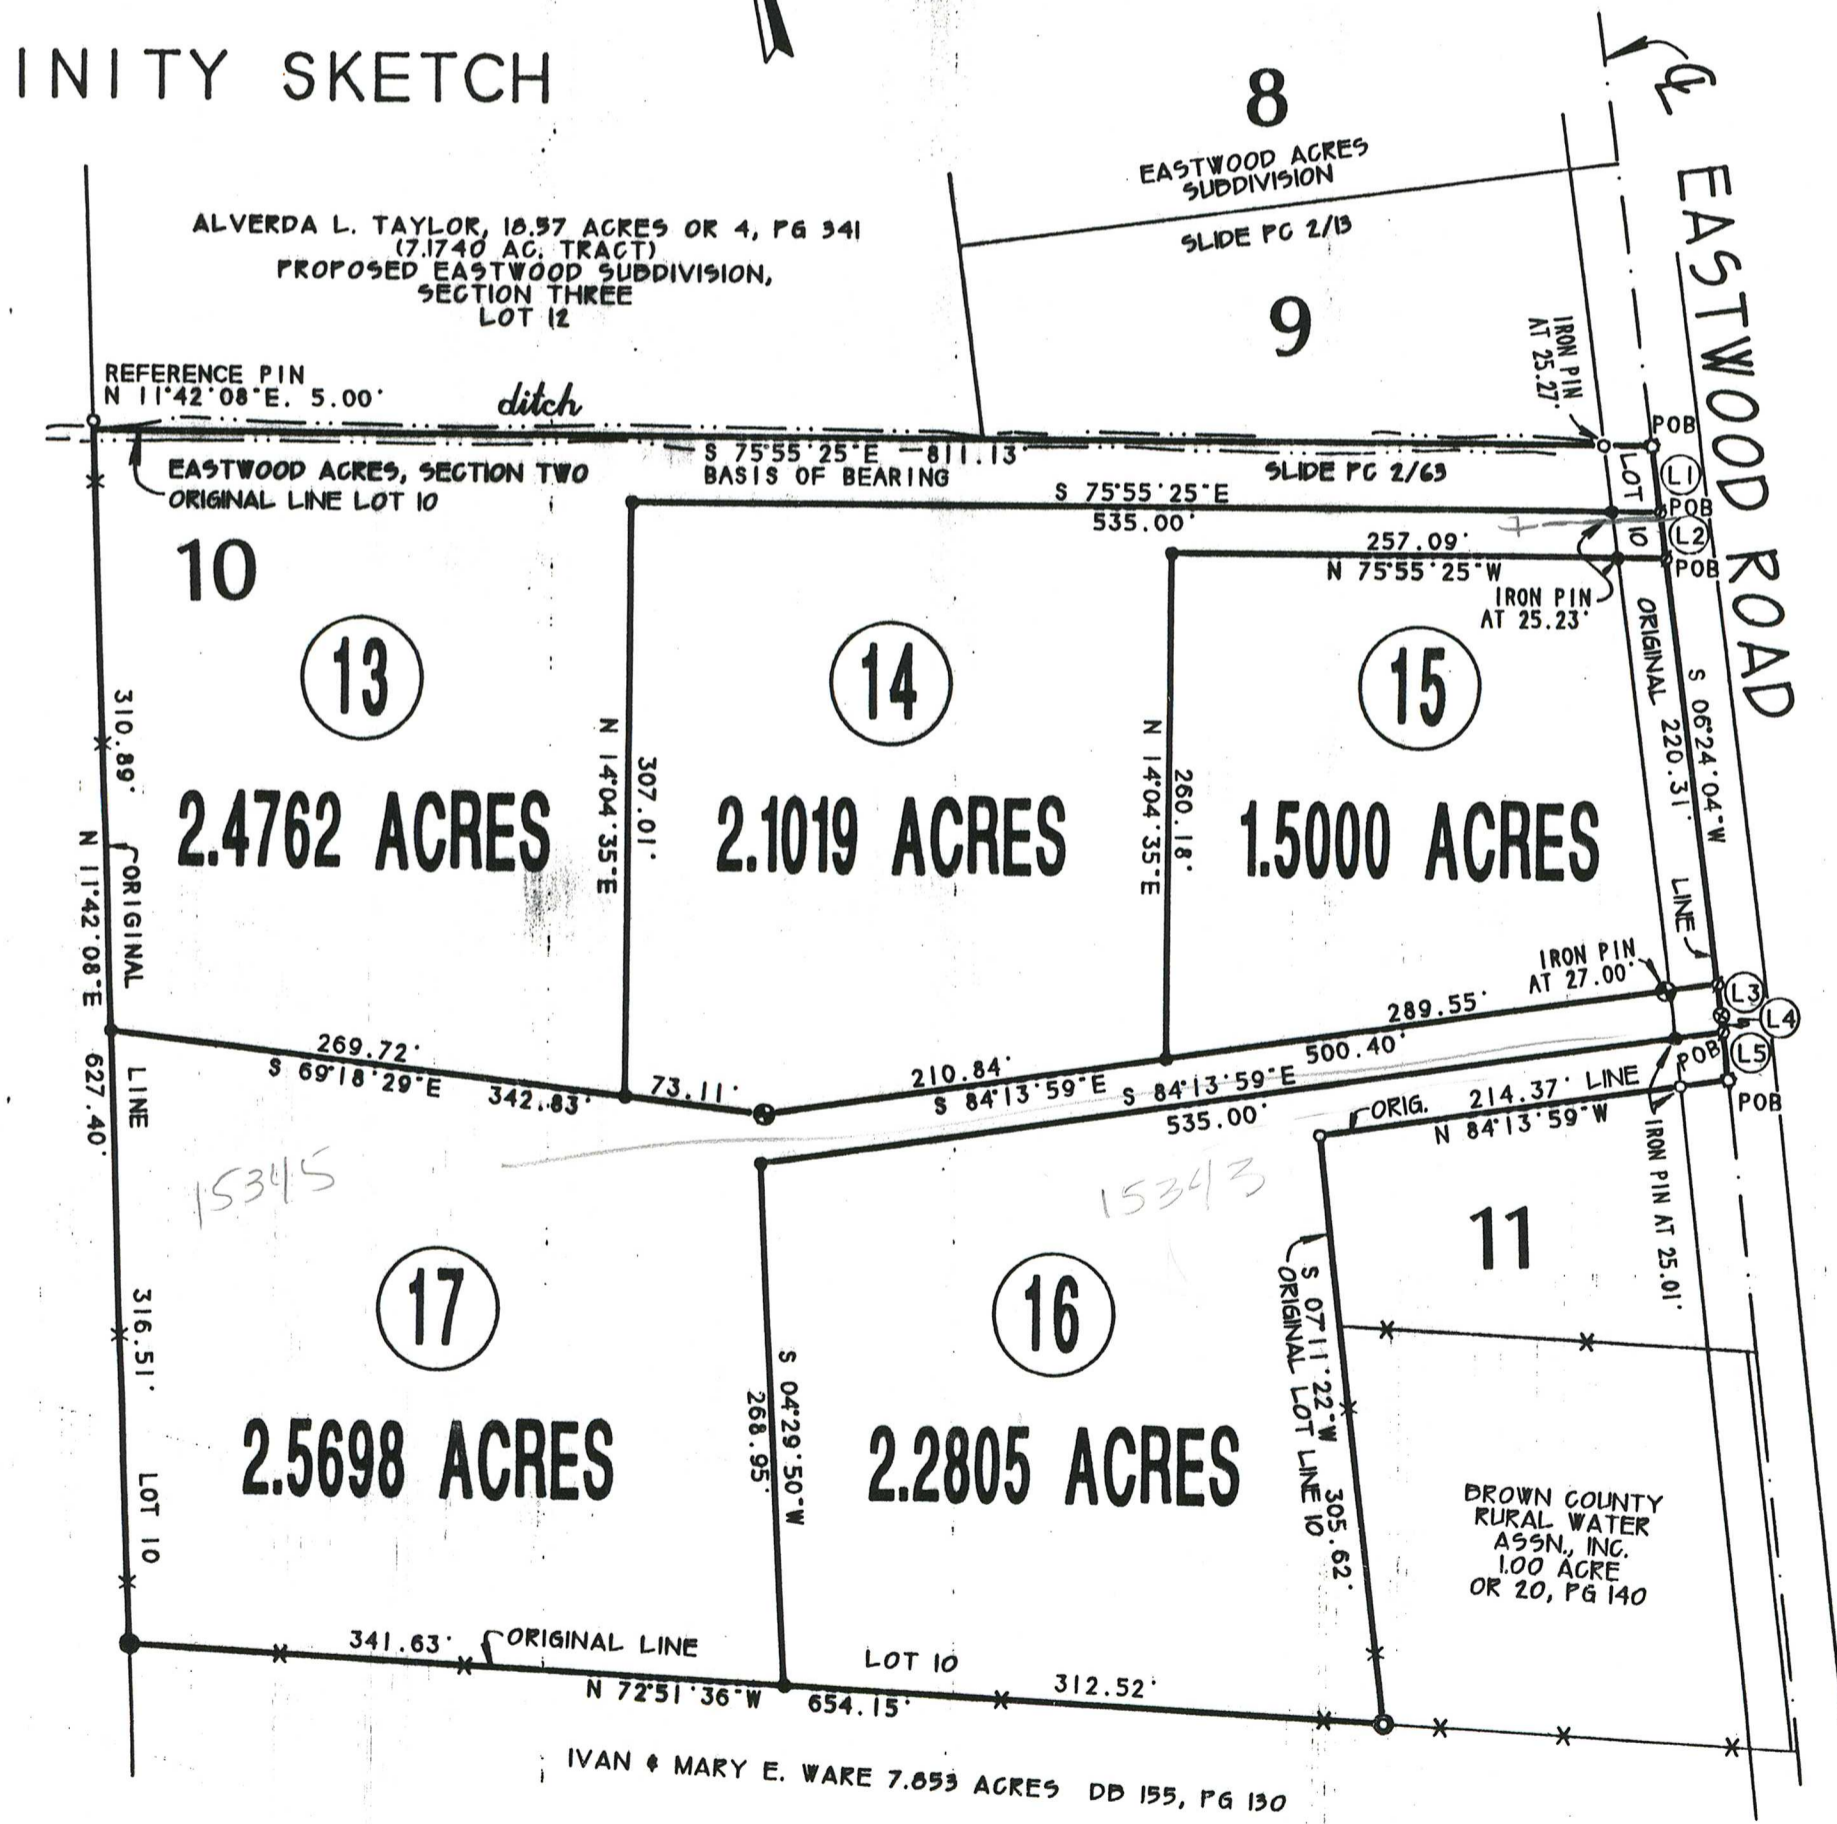 INITY SKETCH
8
EASTWOOD ACRES
SUBDIVISION
SLIDE PC 2/13
9
℄
EASTWOOD ROAD
ALVERDA L. TAYLOR, 18.57 ACRES OR 4, PG 341
(7.1740 AC. TRACT)
PROPOSED EASTWOOD SUBDIVISION,
SECTION THREE
LOT 12
REFERENCE PIN
N 11°42'08"E. 5.00'
ditch
IRON PIN
AT 25.27'
POB
S 75°55'25"E -811.13'
BASIS OF BEARING
SLIDE PC 2/63
EASTWOOD ACRES, SECTION TWO
ORIGINAL LINE LOT 10
LOT 10
L1
POB
S 75°55'25"E
535.00'
L2
257.09'
N 75°55'25"W
POB
IRON PIN
AT 25.23'
10
13
2.4762 ACRES
14
2.1019 ACRES
15
1.5000 ACRES
310.89'
ORIGINAL LINE LOT 10
N 11°42'08"E 627.40'
N 14°04'35"E
307.01'
N 14°04'35"E
260.18'
ORIGINAL LINE
220.31'
S 06°24'04"W
IRON PIN
AT 27.00'
L3
L4
L5
POB
POB
269.72'
S 69°18'29"E
342.83'
73.11'
210.84'
S 84°13'59"E
289.55'
500.40'
S 84°13'59"E
535.00'
ORIG. 214.37' LINE
N 84°13'59"W
IRON PIN AT 25.01'
15345
15343
17
2.5698 ACRES
16
2.2805 ACRES
11
316.51'
S 04°29'50"W
268.95'
S 07°11'22"W 305.62'
ORIGINAL LOT LINE 10
BROWN COUNTY
RURAL WATER
ASSN., INC.
1.00 ACRE
OR 20, PG 140
341.63'
ORIGINAL LINE
LOT 10
312.52'
N 72°51'36"W
654.15'
IVAN & MARY E. WARE 7.853 ACRES DB 155, PG 130